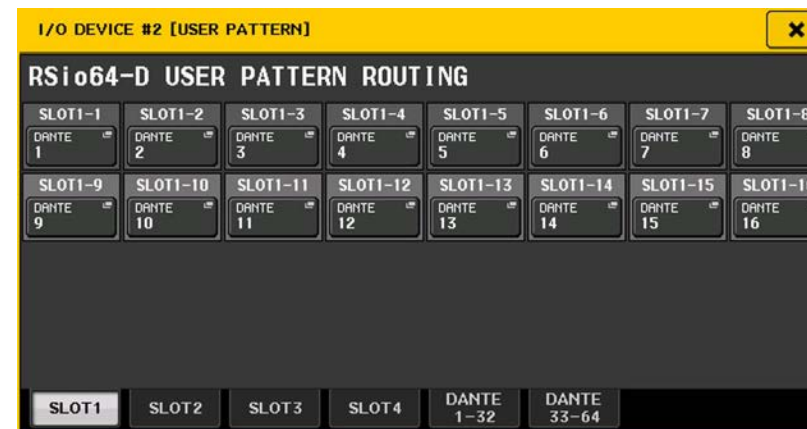 I/O DEVICE #2 [USER PATTERN]
RSio64-D USER PATTERN ROUTING
SLOT1-1 SLOT1-2 SLOT1-3 SLOT1-4 SLOT1-5 SLOT1-6 SLOT1-7 SLOT1-8
DANTE DANTE DANTE DANTE DANTE DANTE DANTE DANTE
1 2 3 4 5 6 7 8
SLOT1-9 SLOT1-10 SLOT1-11 SLOT1-12 SLOT1-13 SLOT1-14 SLOT1-15 SLOT1-1
DANTE DANTE DANTE DANTE DANTE DANTE DANTE DANTE
9 10 11 12 13 14 15 16
SLOT1 SLOT2 SLOT3 SLOT4 DANTE DANTE
1-32 33-64